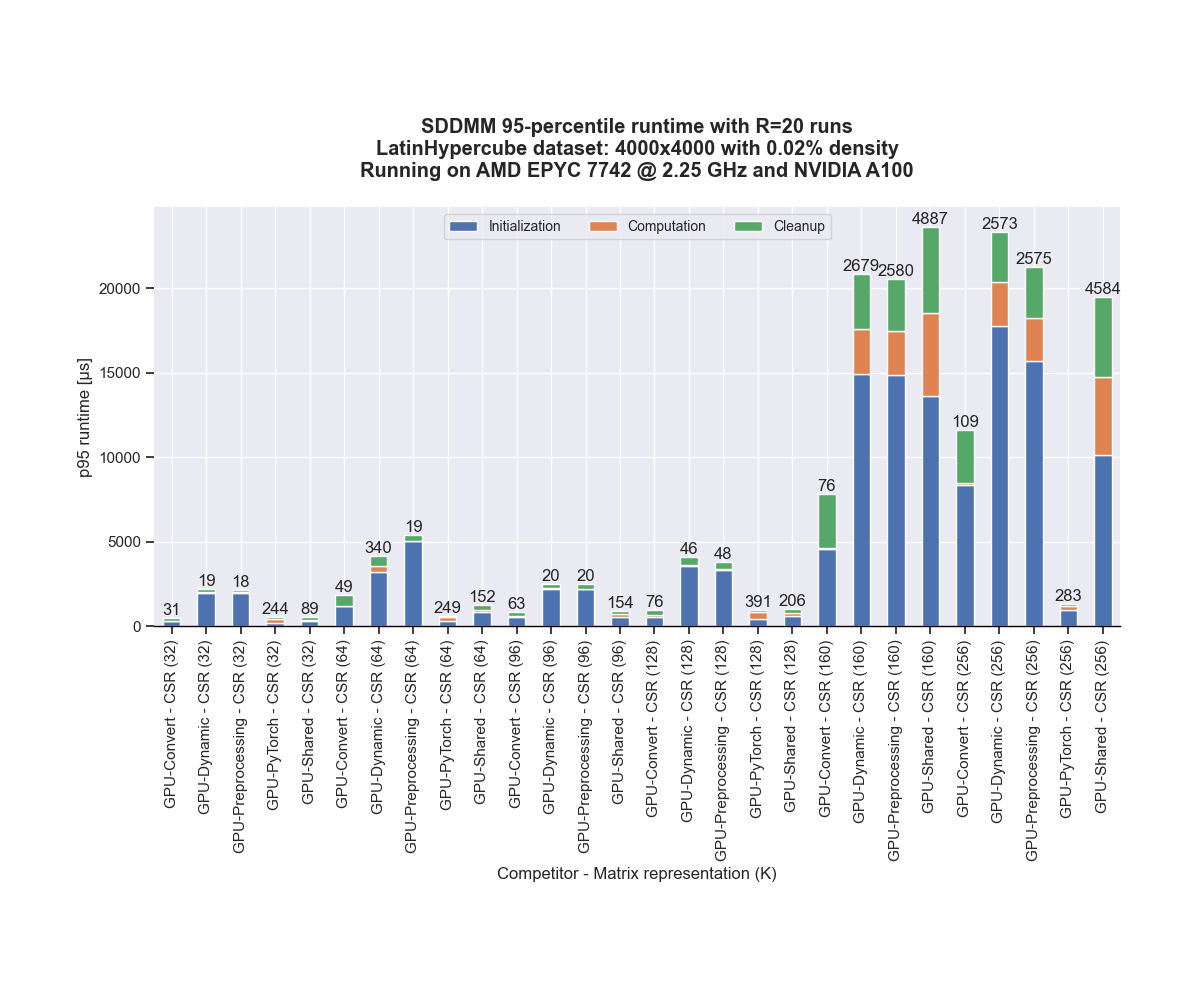 SDDMM 95-percentile runtime with R=20 runs
LatinHypercube dataset: 4000x4000 with 0.02% density
Running on AMD EPYC 7742 @ 2.25 GHz and NVIDIA A100
Initialization
Computation
Cleanup
p95 runtime [μs]
20000
15000
10000
5000
0
31
19
18
244
89
49
340
19
249
152
63
20
20
154
76
46
48
391
206
76
2679
2580
4887
109
2573
2575
283
4584
GPU-Convert - CSR (32)
GPU-Dynamic - CSR (32)
GPU-Preprocessing - CSR (32)
GPU-PyTorch - CSR (32)
GPU-Shared - CSR (32)
GPU-Convert - CSR (64)
GPU-Dynamic - CSR (64)
GPU-Preprocessing - CSR (64)
GPU-PyTorch - CSR (64)
GPU-Shared - CSR (64)
GPU-Convert - CSR (96)
GPU-Dynamic - CSR (96)
GPU-Preprocessing - CSR (96)
GPU-Shared - CSR (96)
GPU-Convert - CSR (128)
GPU-Dynamic - CSR (128)
GPU-Preprocessing - CSR (128)
GPU-PyTorch - CSR (128)
GPU-Shared - CSR (128)
GPU-Convert - CSR (160)
GPU-Dynamic - CSR (160)
GPU-Preprocessing - CSR (160)
GPU-Shared - CSR (160)
GPU-Convert - CSR (256)
GPU-Dynamic - CSR (256)
GPU-Preprocessing - CSR (256)
GPU-PyTorch - CSR (256)
GPU-Shared - CSR (256)
Competitor - Matrix representation (K)